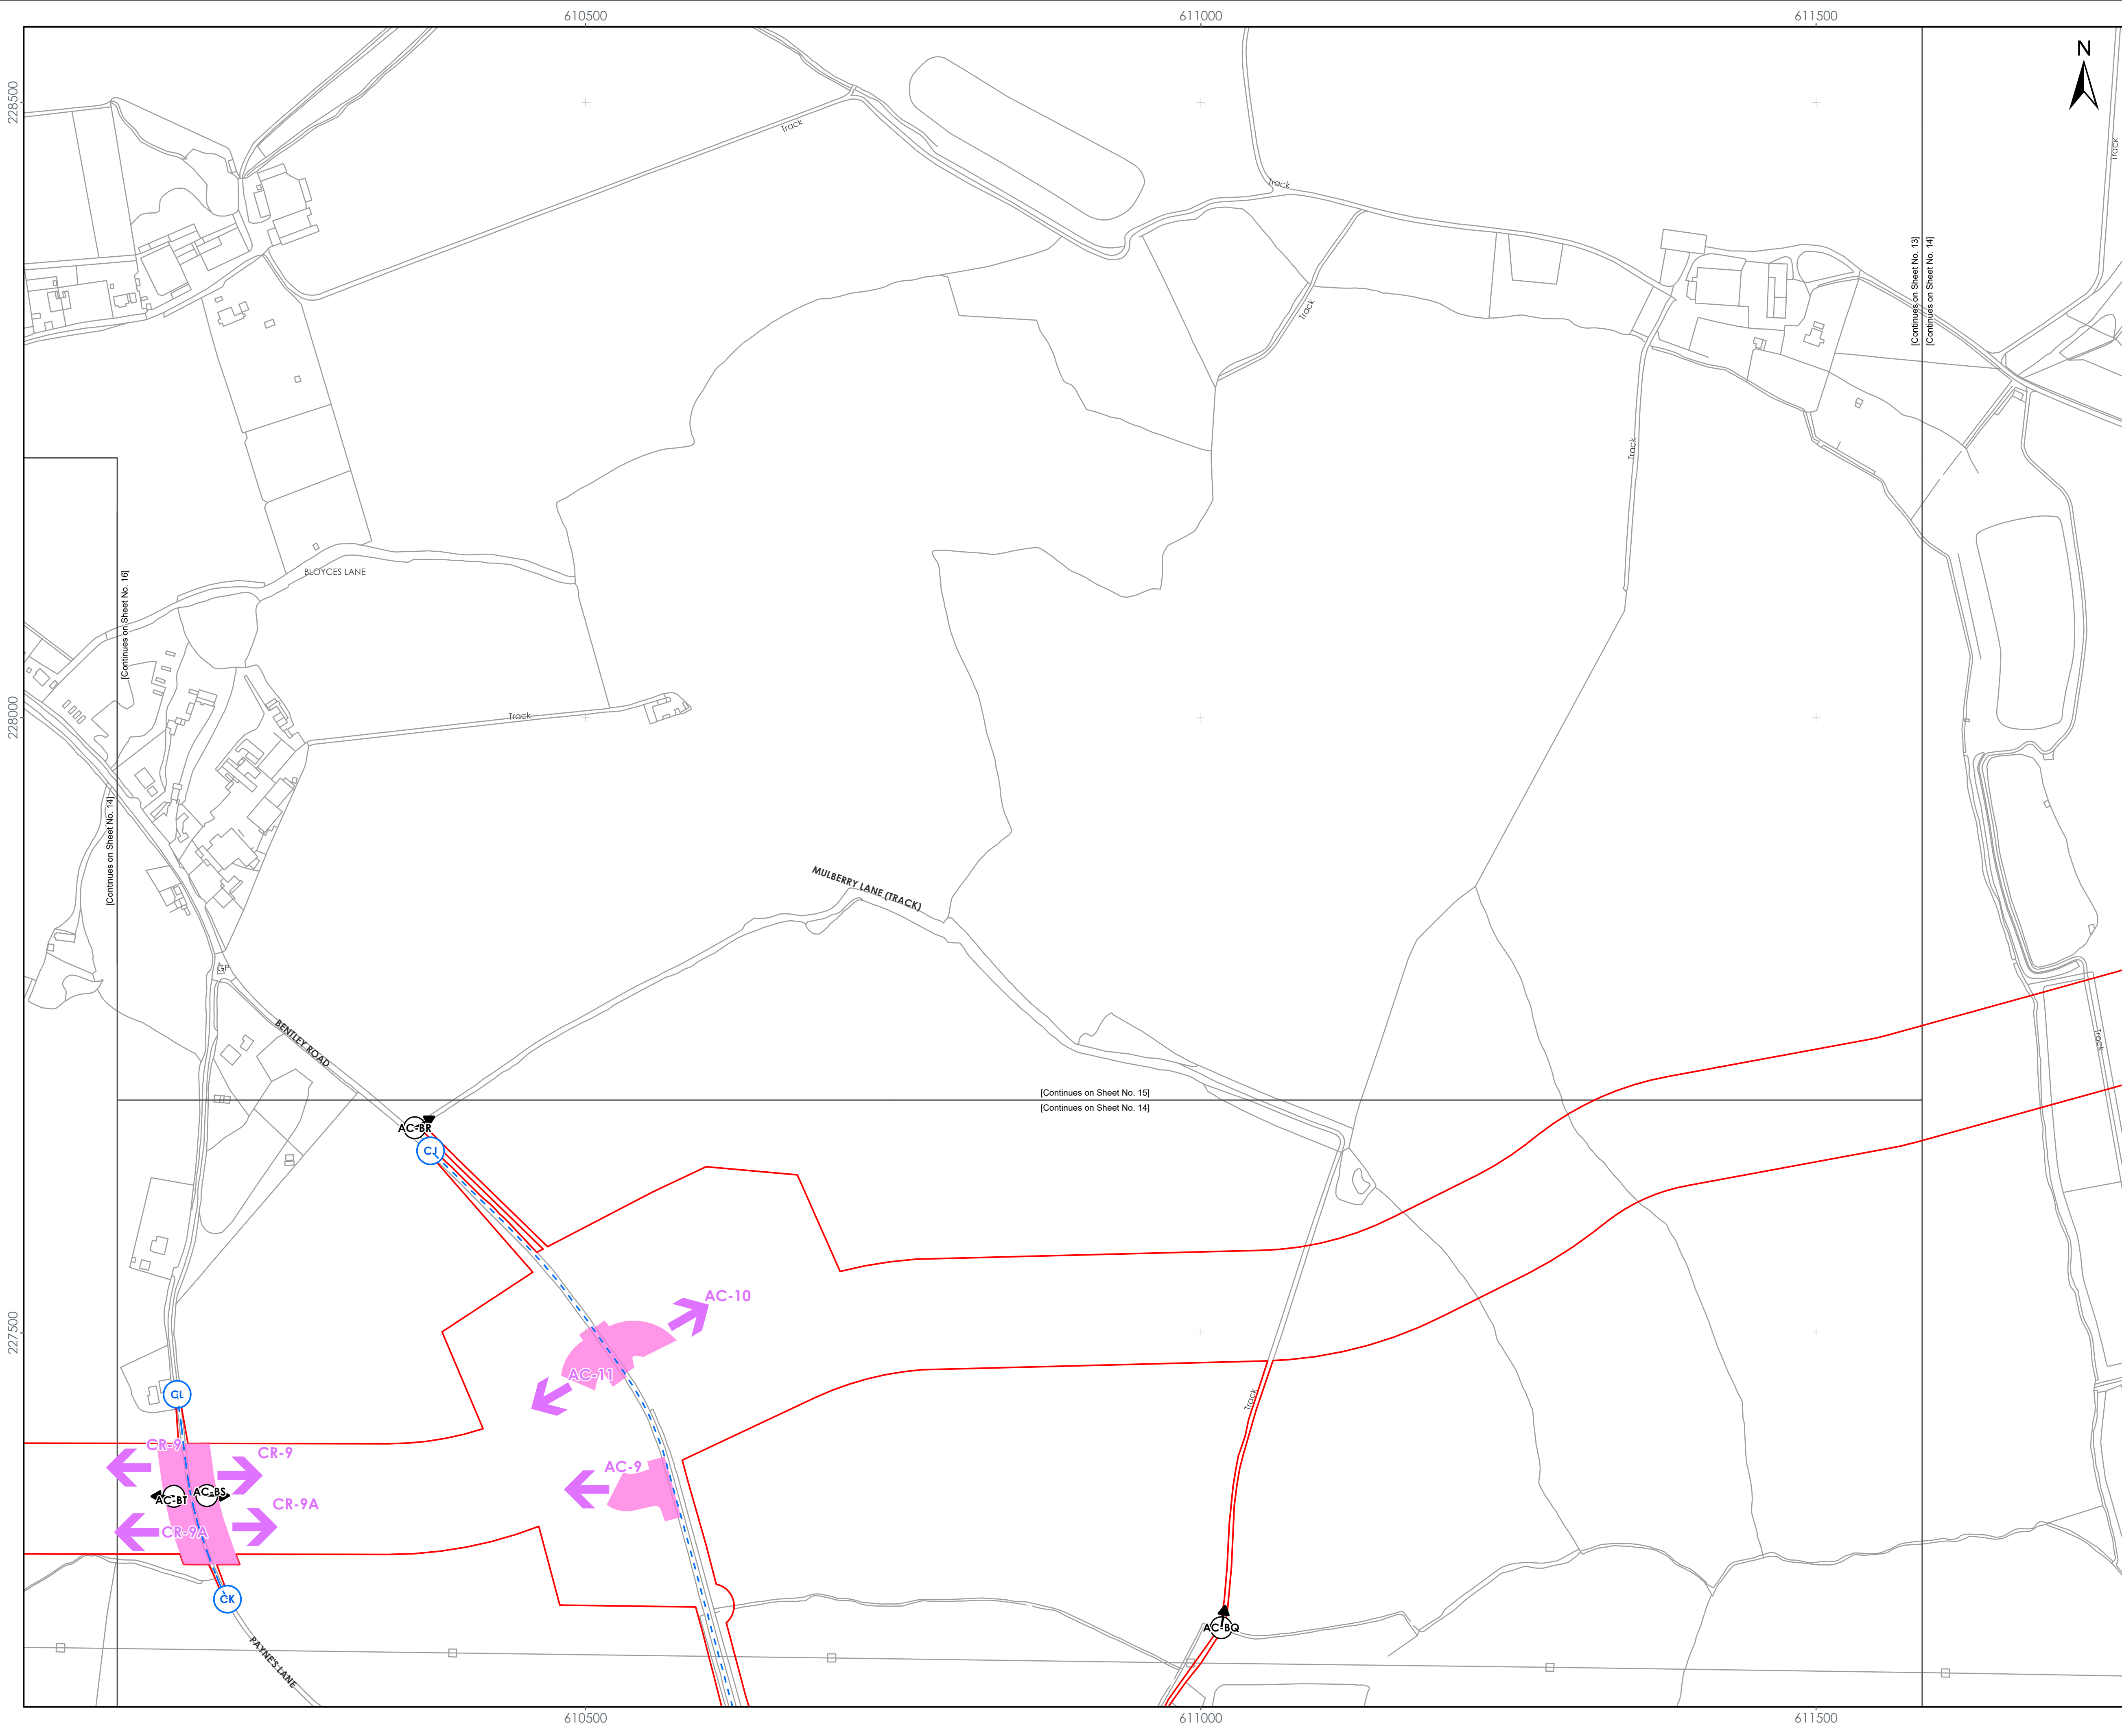 610500
611000
611500
N
228500
Track
Track
Track
[Continues on Sheet No. 13]
[Continues on Sheet No. 14]
Track
Track
BLOYCES LANE
[Continues on Sheet No. 16]
228000
Track
[Continues on Sheet No. 14]
MULBERRY LANE (TRACK)
GP
BENTLEY ROAD
Track
[Continues on Sheet No. 15]
[Continues on Sheet No. 14]
AC-BR
CJ
AC-10
227500
AC-11
GL
Track
CR-9
CR-9
AC-9
AC-BT
AC-BS
CR-9A
CR-9A
CK
AC-BQ
PAYNE'S LANE
610500
611000
611500